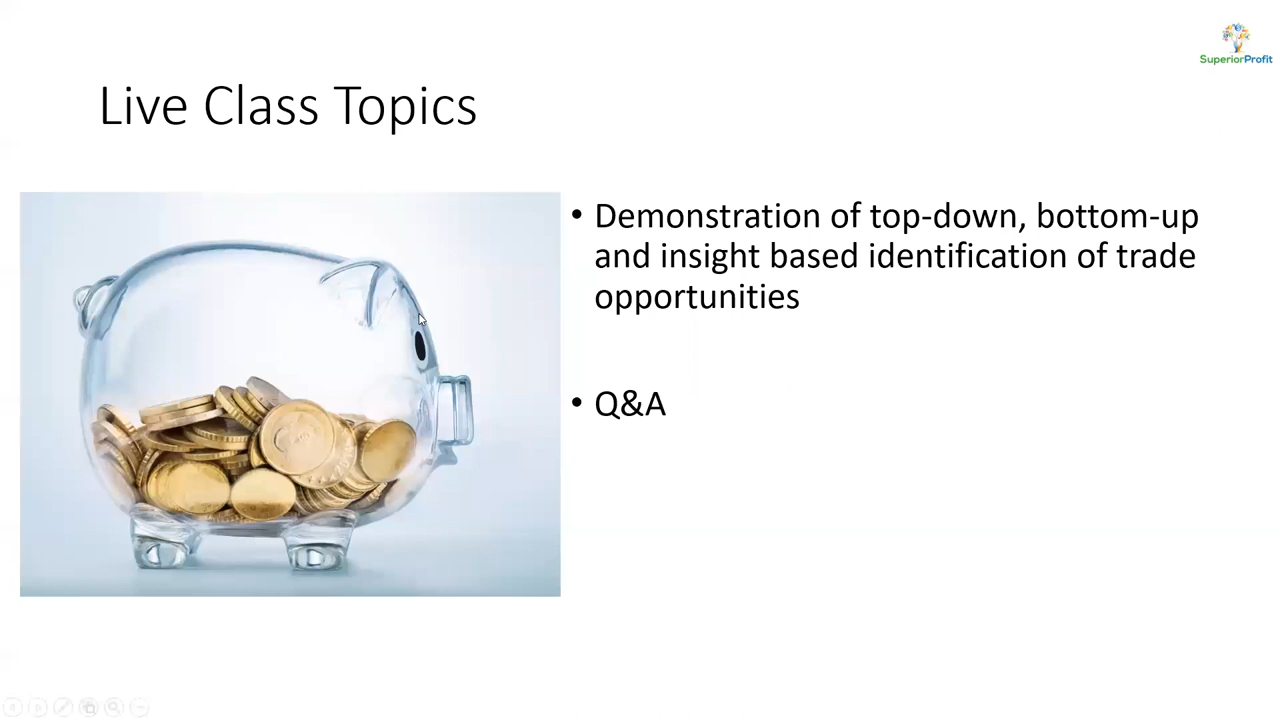 SuperiorProfit
Live Class Topics
• Demonstration of top-down, bottom-up
and insight based identification of trade
opportunities
• Q&A